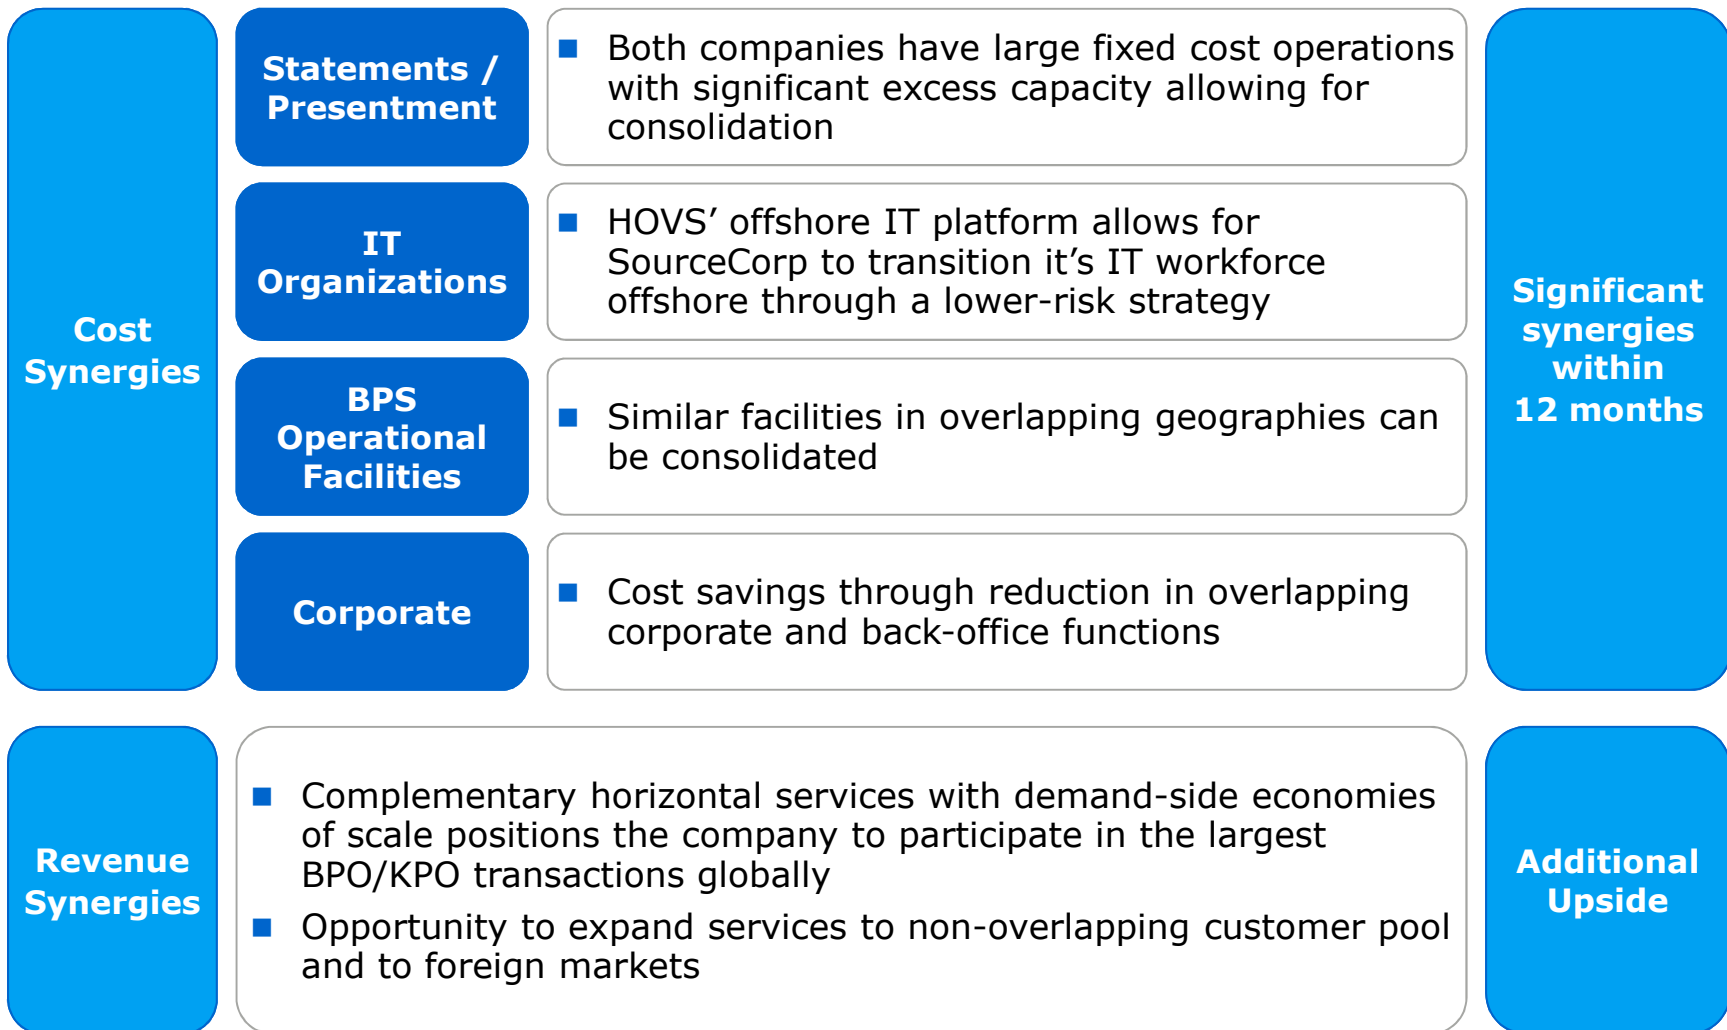 Cost
Synergies
Statements /
Presentment
Both companies have large fixed cost operations
with significant excess capacity allowing for
consolidation
IT
Organizations
HOVS’ offshore IT platform allows for
SourceCorp to transition it’s IT workforce
offshore through a lower-risk strategy
BPS
Operational
Facilities
Similar facilities in overlapping geographies can
be consolidated
Corporate
Cost savings through reduction in overlapping
corporate and back-office functions
Significant
synergies
within
12 months
Revenue
Synergies
Complementary horizontal services with demand-side economies
of scale positions the company to participate in the largest
BPO/KPO transactions globally
Opportunity to expand services to non-overlapping customer pool
and to foreign markets
Additional
Upside